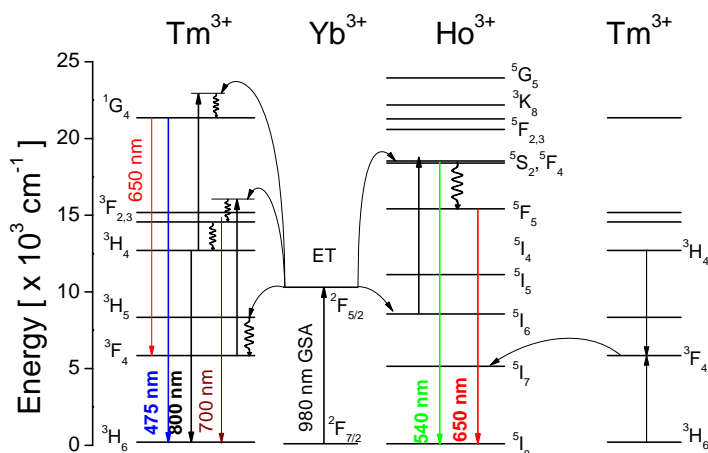 Tm³⁺ Yb³⁺ Ho³⁺ Tm³⁺
Energy [ x 10³ cm⁻¹ ]
25
20
15
10
5
0
¹G₄
³F₂,₃
³H₄
³H₅
³F₄
³H₆
650 nm
475 nm
800 nm
700 nm
ET
²F₅/₂
980 nm GSA
²F₇/₂
⁵G₅
³K₈
⁵F₂,₃
⁵S₂,⁵F₄
⁵F₅
⁵I₄
⁵I₅
⁵I₆
⁵I₇
⁵I₈
540 nm
650 nm
³H₄
³F₄
³H₆